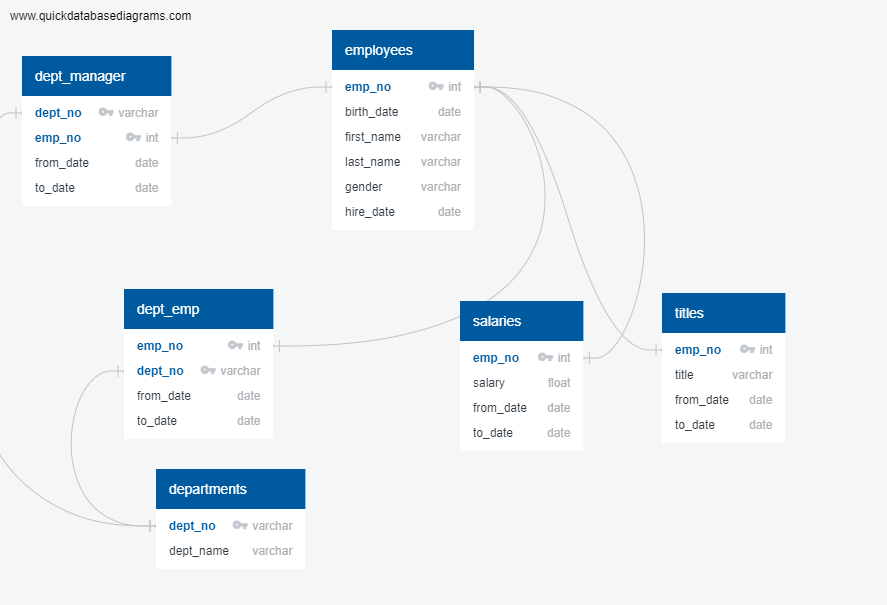 www.quickdatabasediagrams.com
employees
emp_no int
birth_date date
first_name varchar
last_name varchar
gender varchar
hire_date date
dept_manager
dept_no varchar
emp_no int
from_date date
to_date date
dept_emp
emp_no int
dept_no varchar
from_date date
to_date date
salaries
emp_no int
salary float
from_date date
to_date date
titles
emp_no int
title varchar
from_date date
to_date date
departments
dept_no varchar
dept_name varchar